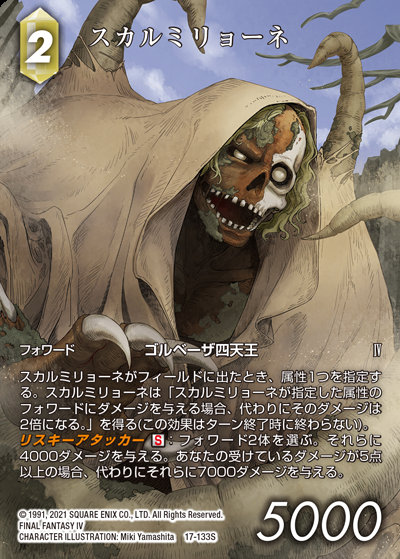 2
スカルミリョーネ
フォワード ゴルベーザ四天王 Ⅳ
スカルミリョーネがフィールドに出たとき、属性1つを指定す
る。スカルミリョーネは「スカルミリョーネが指定した属性の
フォワードにダメージを与える場合、代わりにそのダメージは
2倍になる。」を得る(この効果はターン終了時に終わらない)。
リスキーアタッカー S：フォワード2体を選ぶ。それらに
4000ダメージを与える。あなたの受けているダメージが5点
以上の場合、代わりにそれらに7000ダメージを与える。
© 1991, 2021 SQUARE ENIX CO., LTD. All Rights Reserved.
FINAL FANTASY IV
CHARACTER ILLUSTRATION: Miki Yamashita 17-133S
5000